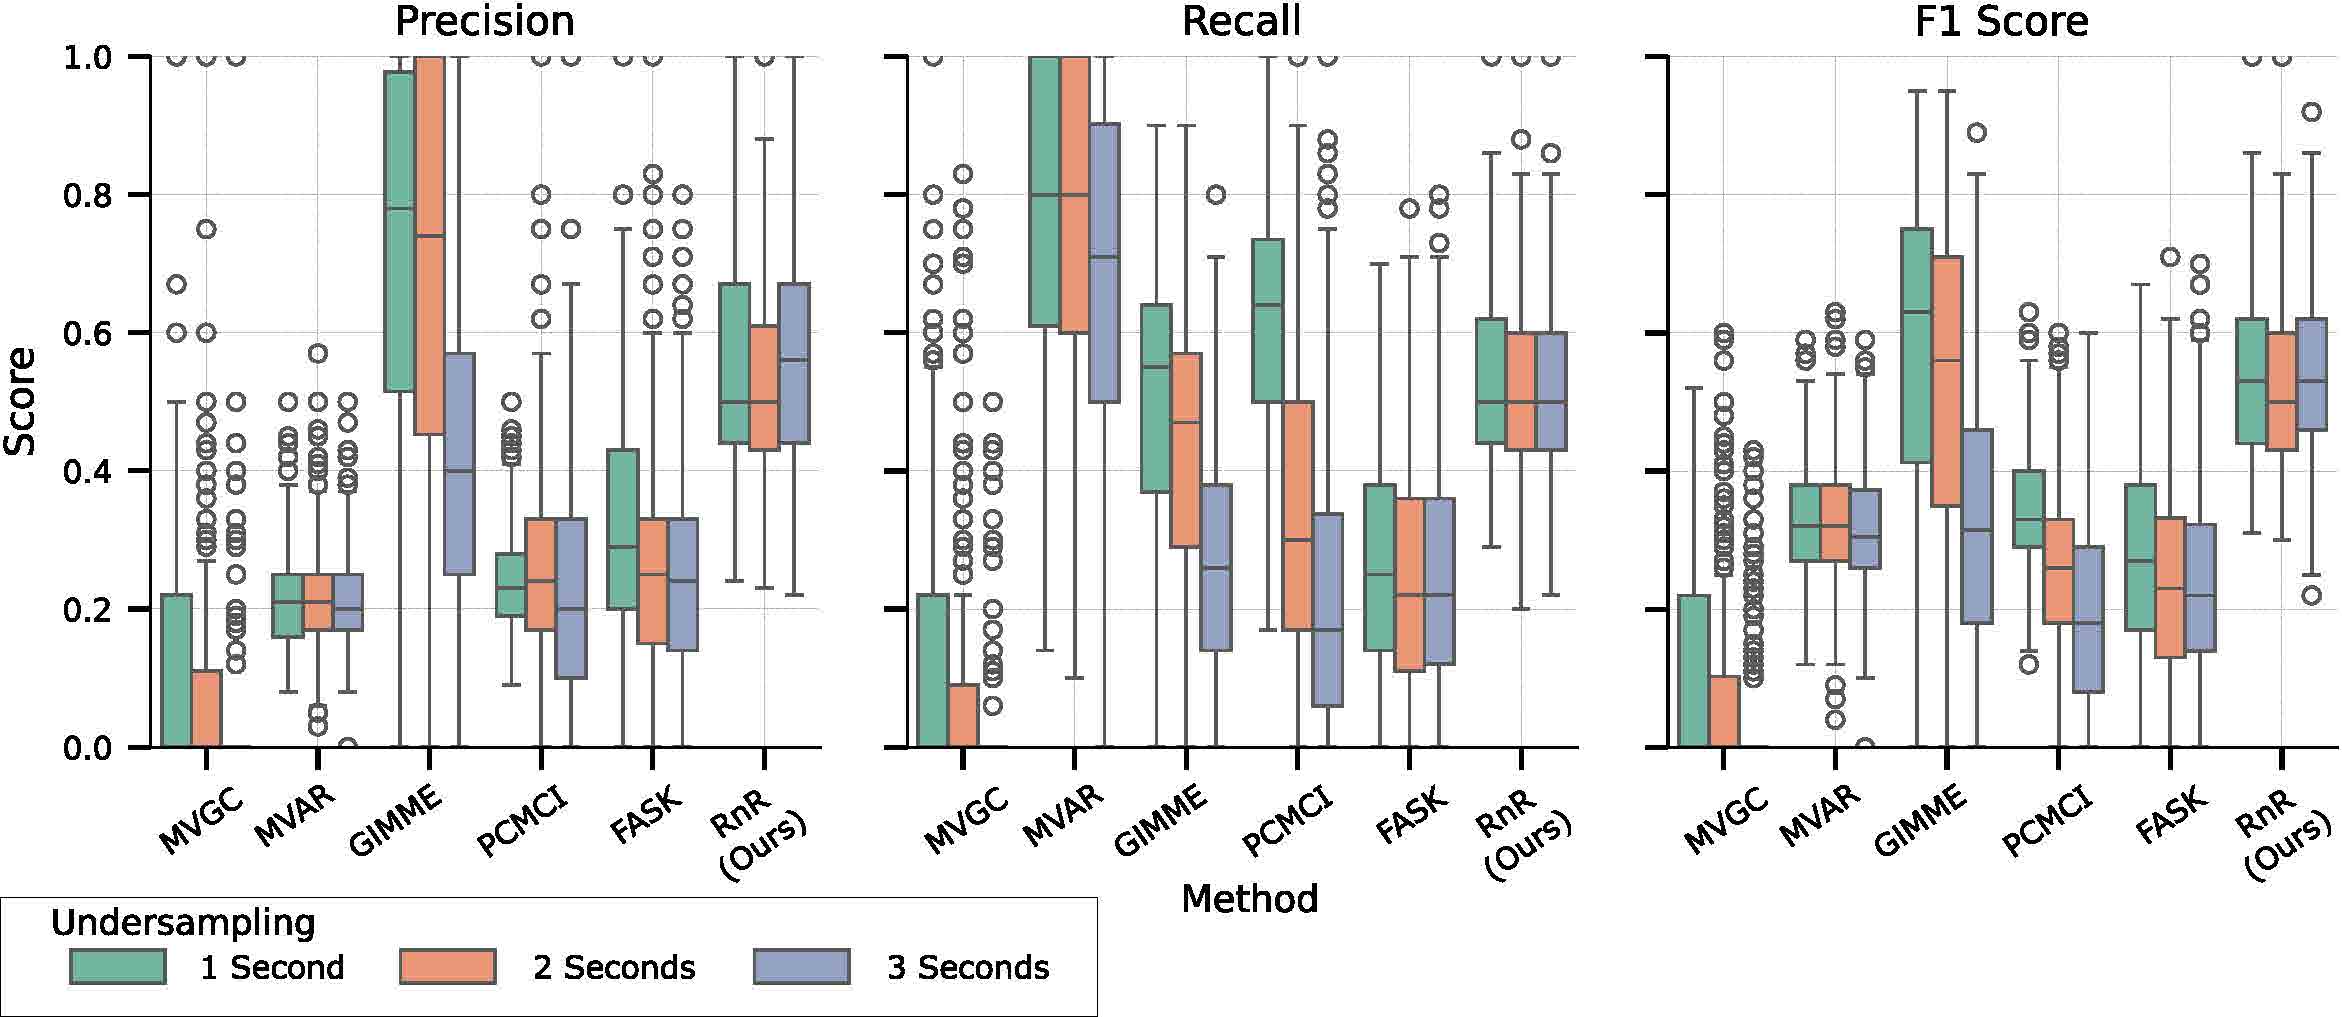 Precision Recall F1 Score
Score
1.0
0.8
0.6
0.4
0.2
0.0
MVGC MVAR GIMME PCMCI FASK RnR (Ours)
MVGC MVAR GIMME PCMCI FASK RnR (Ours)
MVGC MVAR GIMME PCMCI FASK RnR (Ours)
Method
Undersampling
1 Second 2 Seconds 3 Seconds